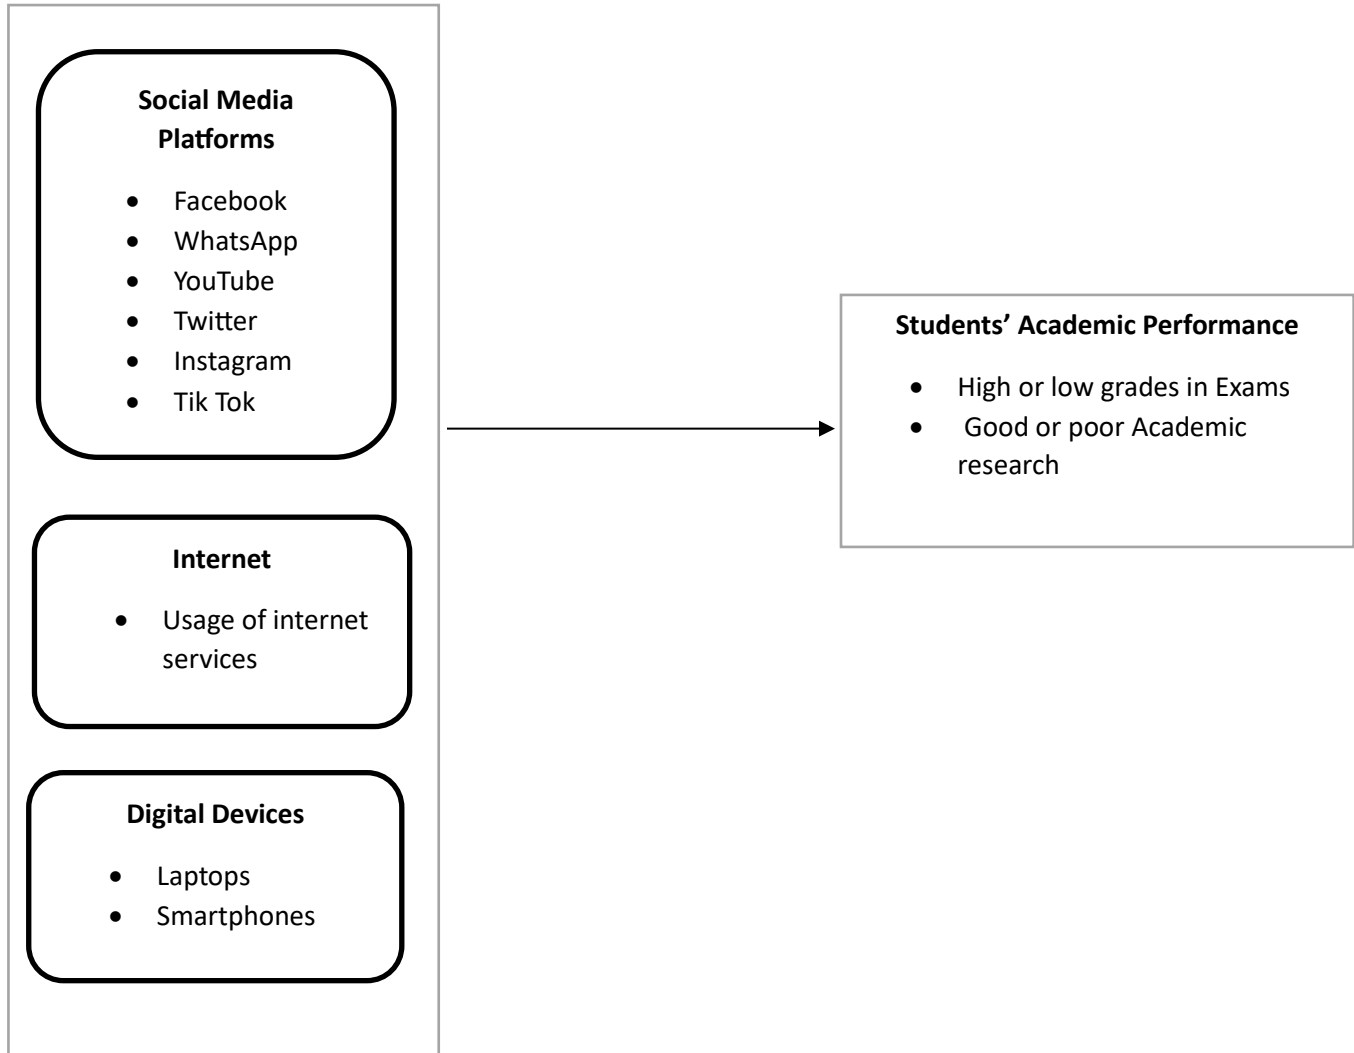 Social Media
Platforms
• Facebook
• WhatsApp
• YouTube
• Twitter
• Instagram
• Tik Tok
Internet
• Usage of internet
services
Digital Devices
• Laptops
• Smartphones
Students’ Academic Performance
• High or low grades in Exams
• Good or poor Academic
research